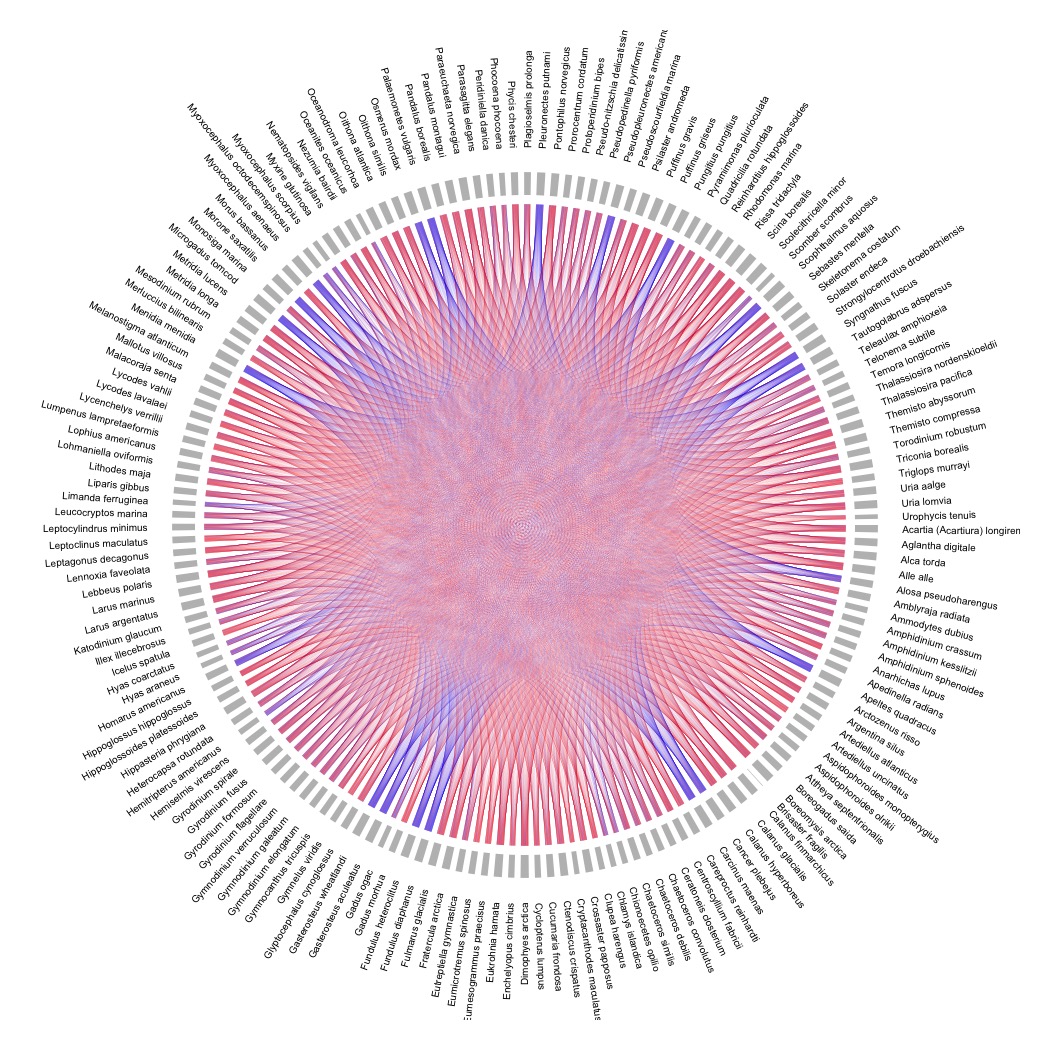 Acartia (Acartiura) longiren
Aglantha digitale
Alca torda
Alle alle
Alosa pseudoharengus
Amblyraja radiata
Ammodytes dubius
Amphidinium crassum
Amphidinium kesslitzii
Amphidinium sphenoides
Anarhichas lupus
Apedinella radians
Apeltes quadracus
Arctozenus risso
Argentina silus
Artediellus atlanticus
Artediellus uncinatus
Aspidophoroides monopterygius
Aspidophoroides olrikii
Attheya septentrionalis
Boreogadus saida
Boreomysis arctica
Brisaster fragilis
Calanus finmarchicus
Calanus glacialis
Calanus hyperboreus
Cancer plebejus
Carcinus maenas
Careproctus reinhardti
Centroscyllium fabricii
Ceratoneis closterium
Chaetoceros convolutus
Chaetoceros debilis
Chaetoceros similis
Chionoecetes opilio
Chlamys islandica
Clupea harengus
Crossaster papposus
Cryptacanthodes maculatus
Ctenodiscus crispatus
Cucumaria frondosa
Cyclopterus lumpus
Dimophyes arctica
Enchelyopus cimbrius
Eukrohnia hamata
Eumesogrammus praecisus
Eumicrotremus spinosus
Eutreptiella gymnastica
Fratercula arctica
Fulmarus glacialis
Fundulus diaphanus
Fundulus heteroclitus
Gadus morhua
Gadus ogac
Gasterosteus aculeatus
Gasterosteus wheatlandi
Glyptocephalus cynoglossus
Gymnelus viridis
Gymnocanthus tricuspis
Gymnodinium elongatum
Gymnodinium galeatum
Gymnodinium verruculosum
Gyrodinium flagellare
Gyrodinium formosum
Gyrodinium fusus
Gyrodinium spirale
Hemiselmis virescens
Hemitripterus americanus
Heterocapsa rotundata
Hippasteria phrygiana
Hippoglossoides platessoides
Hippoglossus hippoglossus
Homarus americanus
Hyas araneus
Hyas coarctatus
Icelus spatula
Illex illecebrosus
Katodinium glaucum
Larus argentatus
Larus marinus
Lebbeus polaris
Lennoxia faveolata
Leptagonus decagonus
Leptoclinus maculatus
Leptocylindrus minimus
Leucocryptos marina
Limanda ferruginea
Liparis gibbus
Lithodes maja
Lohmaniella oviformis
Lophius americanus
Lumpenus lampretaeformis
Lycenchelys verrillii
Lycodes lavalaei
Lycodes vahlii
Malacoraja senta
Mallotus villosus
Melanostigma atlanticum
Menidia menidia
Merluccius bilinearis
Mesodinium rubrum
Metridia longa
Metridia lucens
Microgadus tomcod
Monosiga marina
Morone saxatilis
Morus bassanus
Myoxocephalus aenaeus
Myoxocephalus octodecemspinosus
Myoxocephalus scorpius
Myxine glutinosa
Nematopsides vigilans
Nezumia bairdii
Oceanites oceanicus
Oceanodroma leucorhoa
Oithona atlantica
Oithona similis
Osmerus mordax
Palaemonetes vulgaris
Pandalus borealis
Pandalus montagui
Paraeuchaeta norvegica
Parasagitta elegans
Peridiniella danica
Phocoena phocoena
Phycis chesteri
Plagioselmis prolonga
Pleuronectes putnami
Pontophilus norvegicus
Prorocentrum cordatum
Protoperidinium bipes
Pseudo-nitzschia delicatissin
Pseudopedinella pyriformis
Pseudopleuronectes american
Pseudoscourfieldia marina
Psilaster andromeda
Puffinus gravis
Puffinus griseus
Pungitius pungitius
Pyramimonas plurioculata
Quadricilia rotundata
Reinhardtius hippoglossoides
Rhodomonas marina
Rissa tridactyla
Scina borealis
Scolecithricella minor
Scomber scombrus
Scophthalmus aquosus
Sebastes mentella
Skeletonema costatum
Solaster endeca
Strongylocentrotus droebachiensis
Syngnathus fuscus
Tautogolabrus adspersus
Teleaulax amphioxeia
Telonema subtile
Temora longicornis
Thalassiosira nordenskioeldii
Thalassiosira pacifica
Themisto abyssorum
Themisto compressa
Torodinium robustum
Triconia borealis
Triglops murrayi
Uria aalge
Uria lomvia
Urophycis tenuis